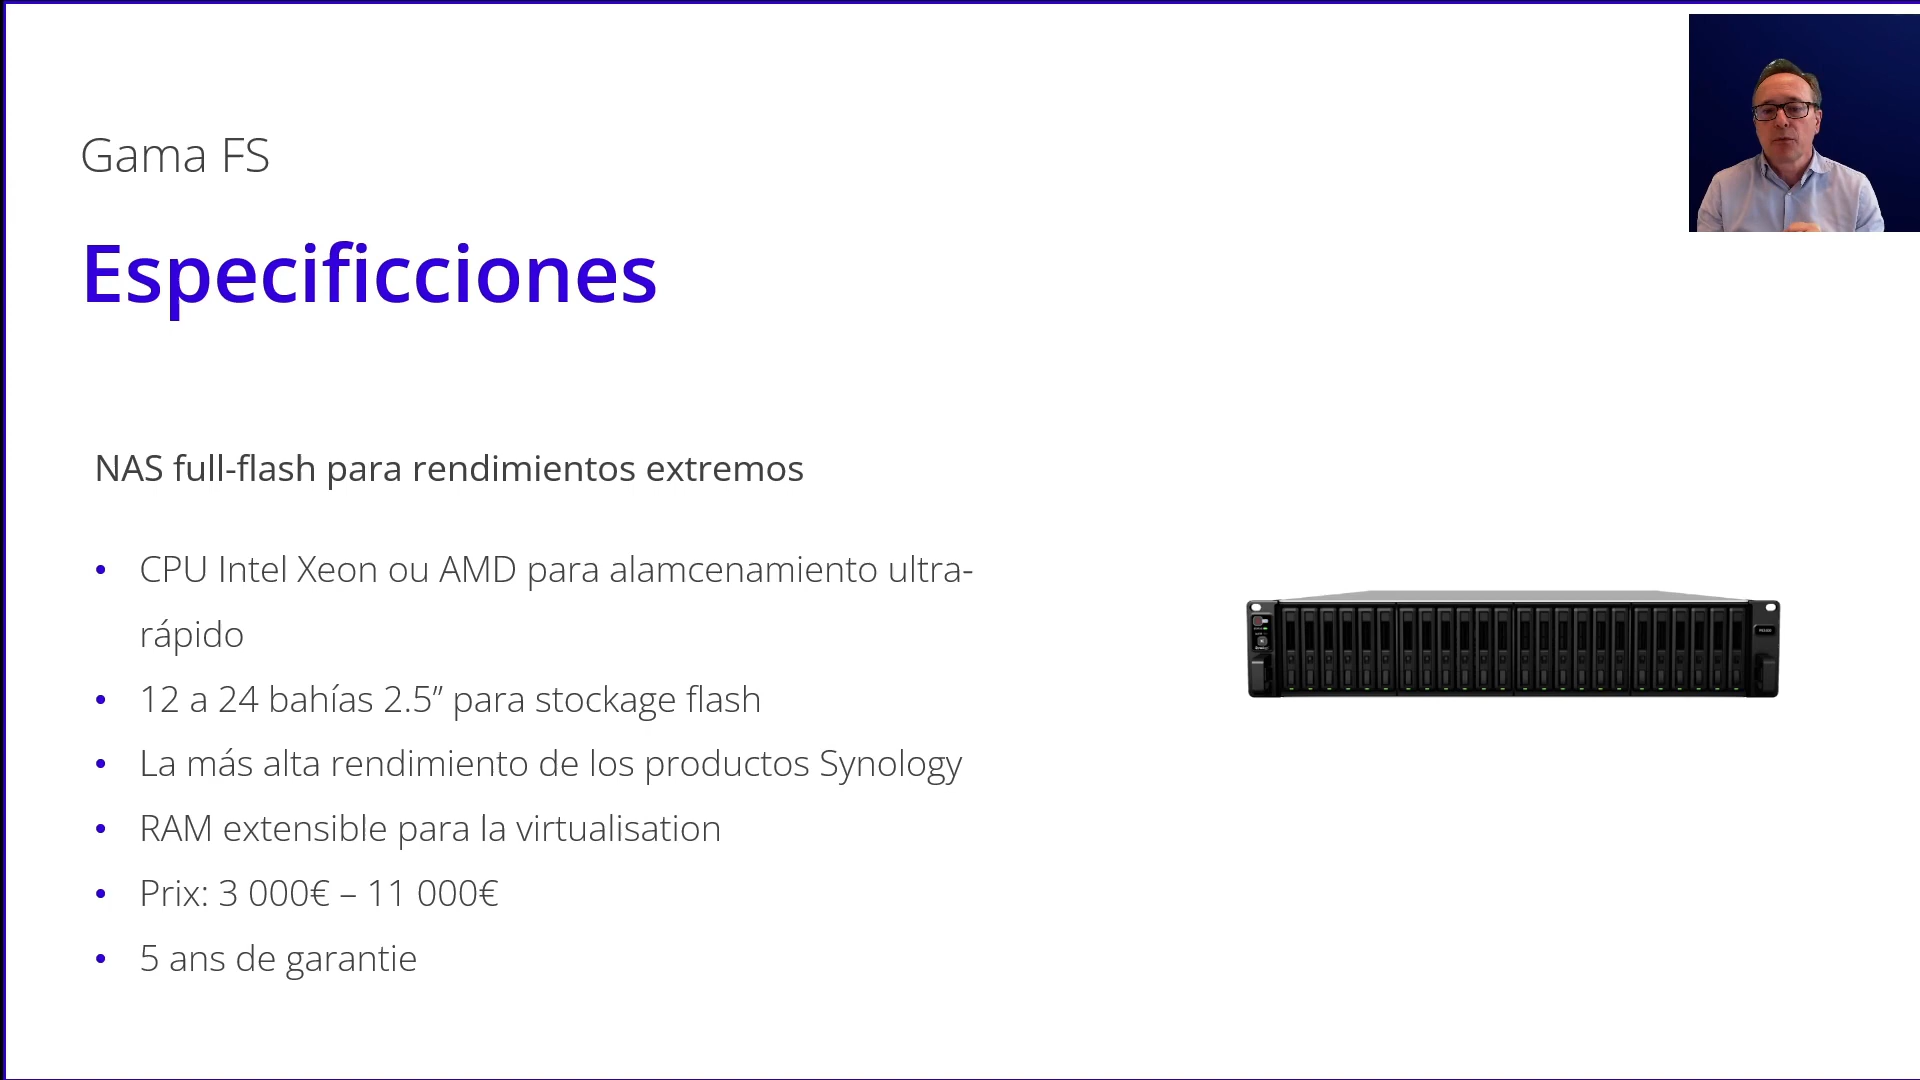 Gama FS
Especificciones
NAS full-flash para rendimientos extremos
• CPU Intel Xeon ou AMD para alamcenamiento ultra-
rápido
• 12 a 24 bahías 2.5” para stockage flash
• La más alta rendimiento de los productos Synology
• RAM extensible para la virtualisation
• Prix: 3 000€ – 11 000€
• 5 ans de garantie